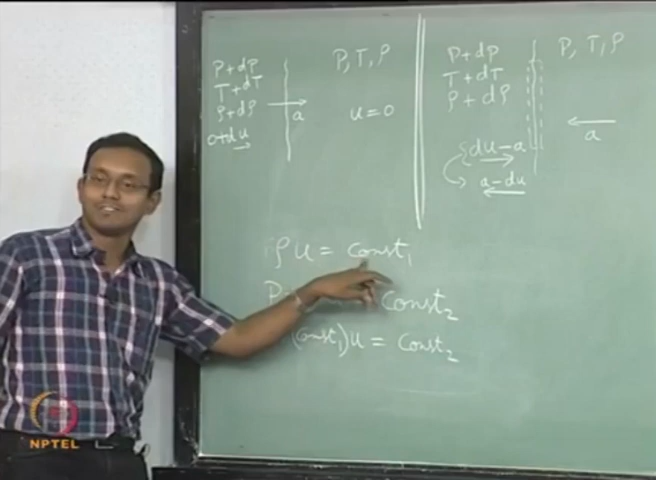 P+dP
T+dT
ρ+dρ
0+du
a
P, T, ρ
u=0
P+dP
T+dT
ρ+dρ
du-a
a-du
P, T, ρ
a
ρu = const₁
P
const₂
(const₁)u = const₂
NPTEL